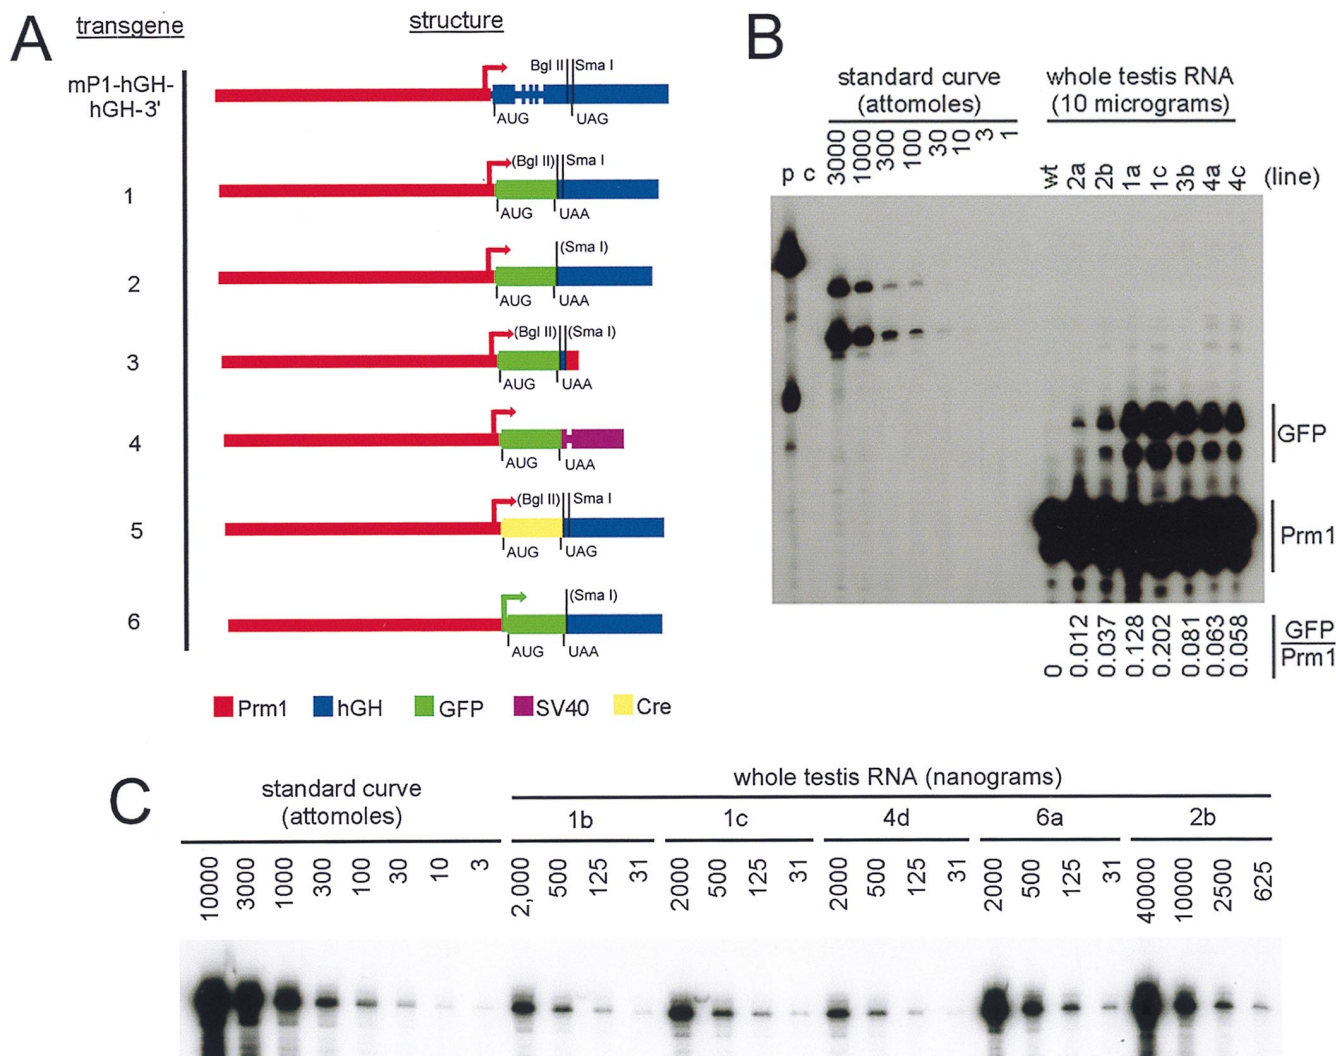 A
transgene
structure
mP1-hGH-
hGH-3'
Bgl II
Sma I
AUG
UAG
1
(Bgl II)
Sma I
AUG
UAA
2
(Sma I)
AUG
UAA
3
(Bgl II)
(Sma I)
AUG
UAA
4
AUG
UAA
5
(Bgl II)
Sma I
AUG
UAG
6
(Sma I)
AUG
UAA
Prm1 hGH GFP SV40 Cre
B
standard curve
(attomoles)
whole testis RNA
(10 micrograms)
p c 3000 1000 300 100 30 10 3 1
wt 2a 2b 1a 1c 3b 4a 4c (line)
GFP
Prm1
0 0.012 0.037 0.128 0.202 0.081 0.063 0.058
GFP
Prm1
C
standard curve
(attomoles)
whole testis RNA (nanograms)
1b 1c 4d 6a 2b
10000 3000 1000 300 100 30 10 3 2,000 500 125 31 2000 500 125 31 2000 500 125 31 2000 500 125 31 40000 10000 2500 625